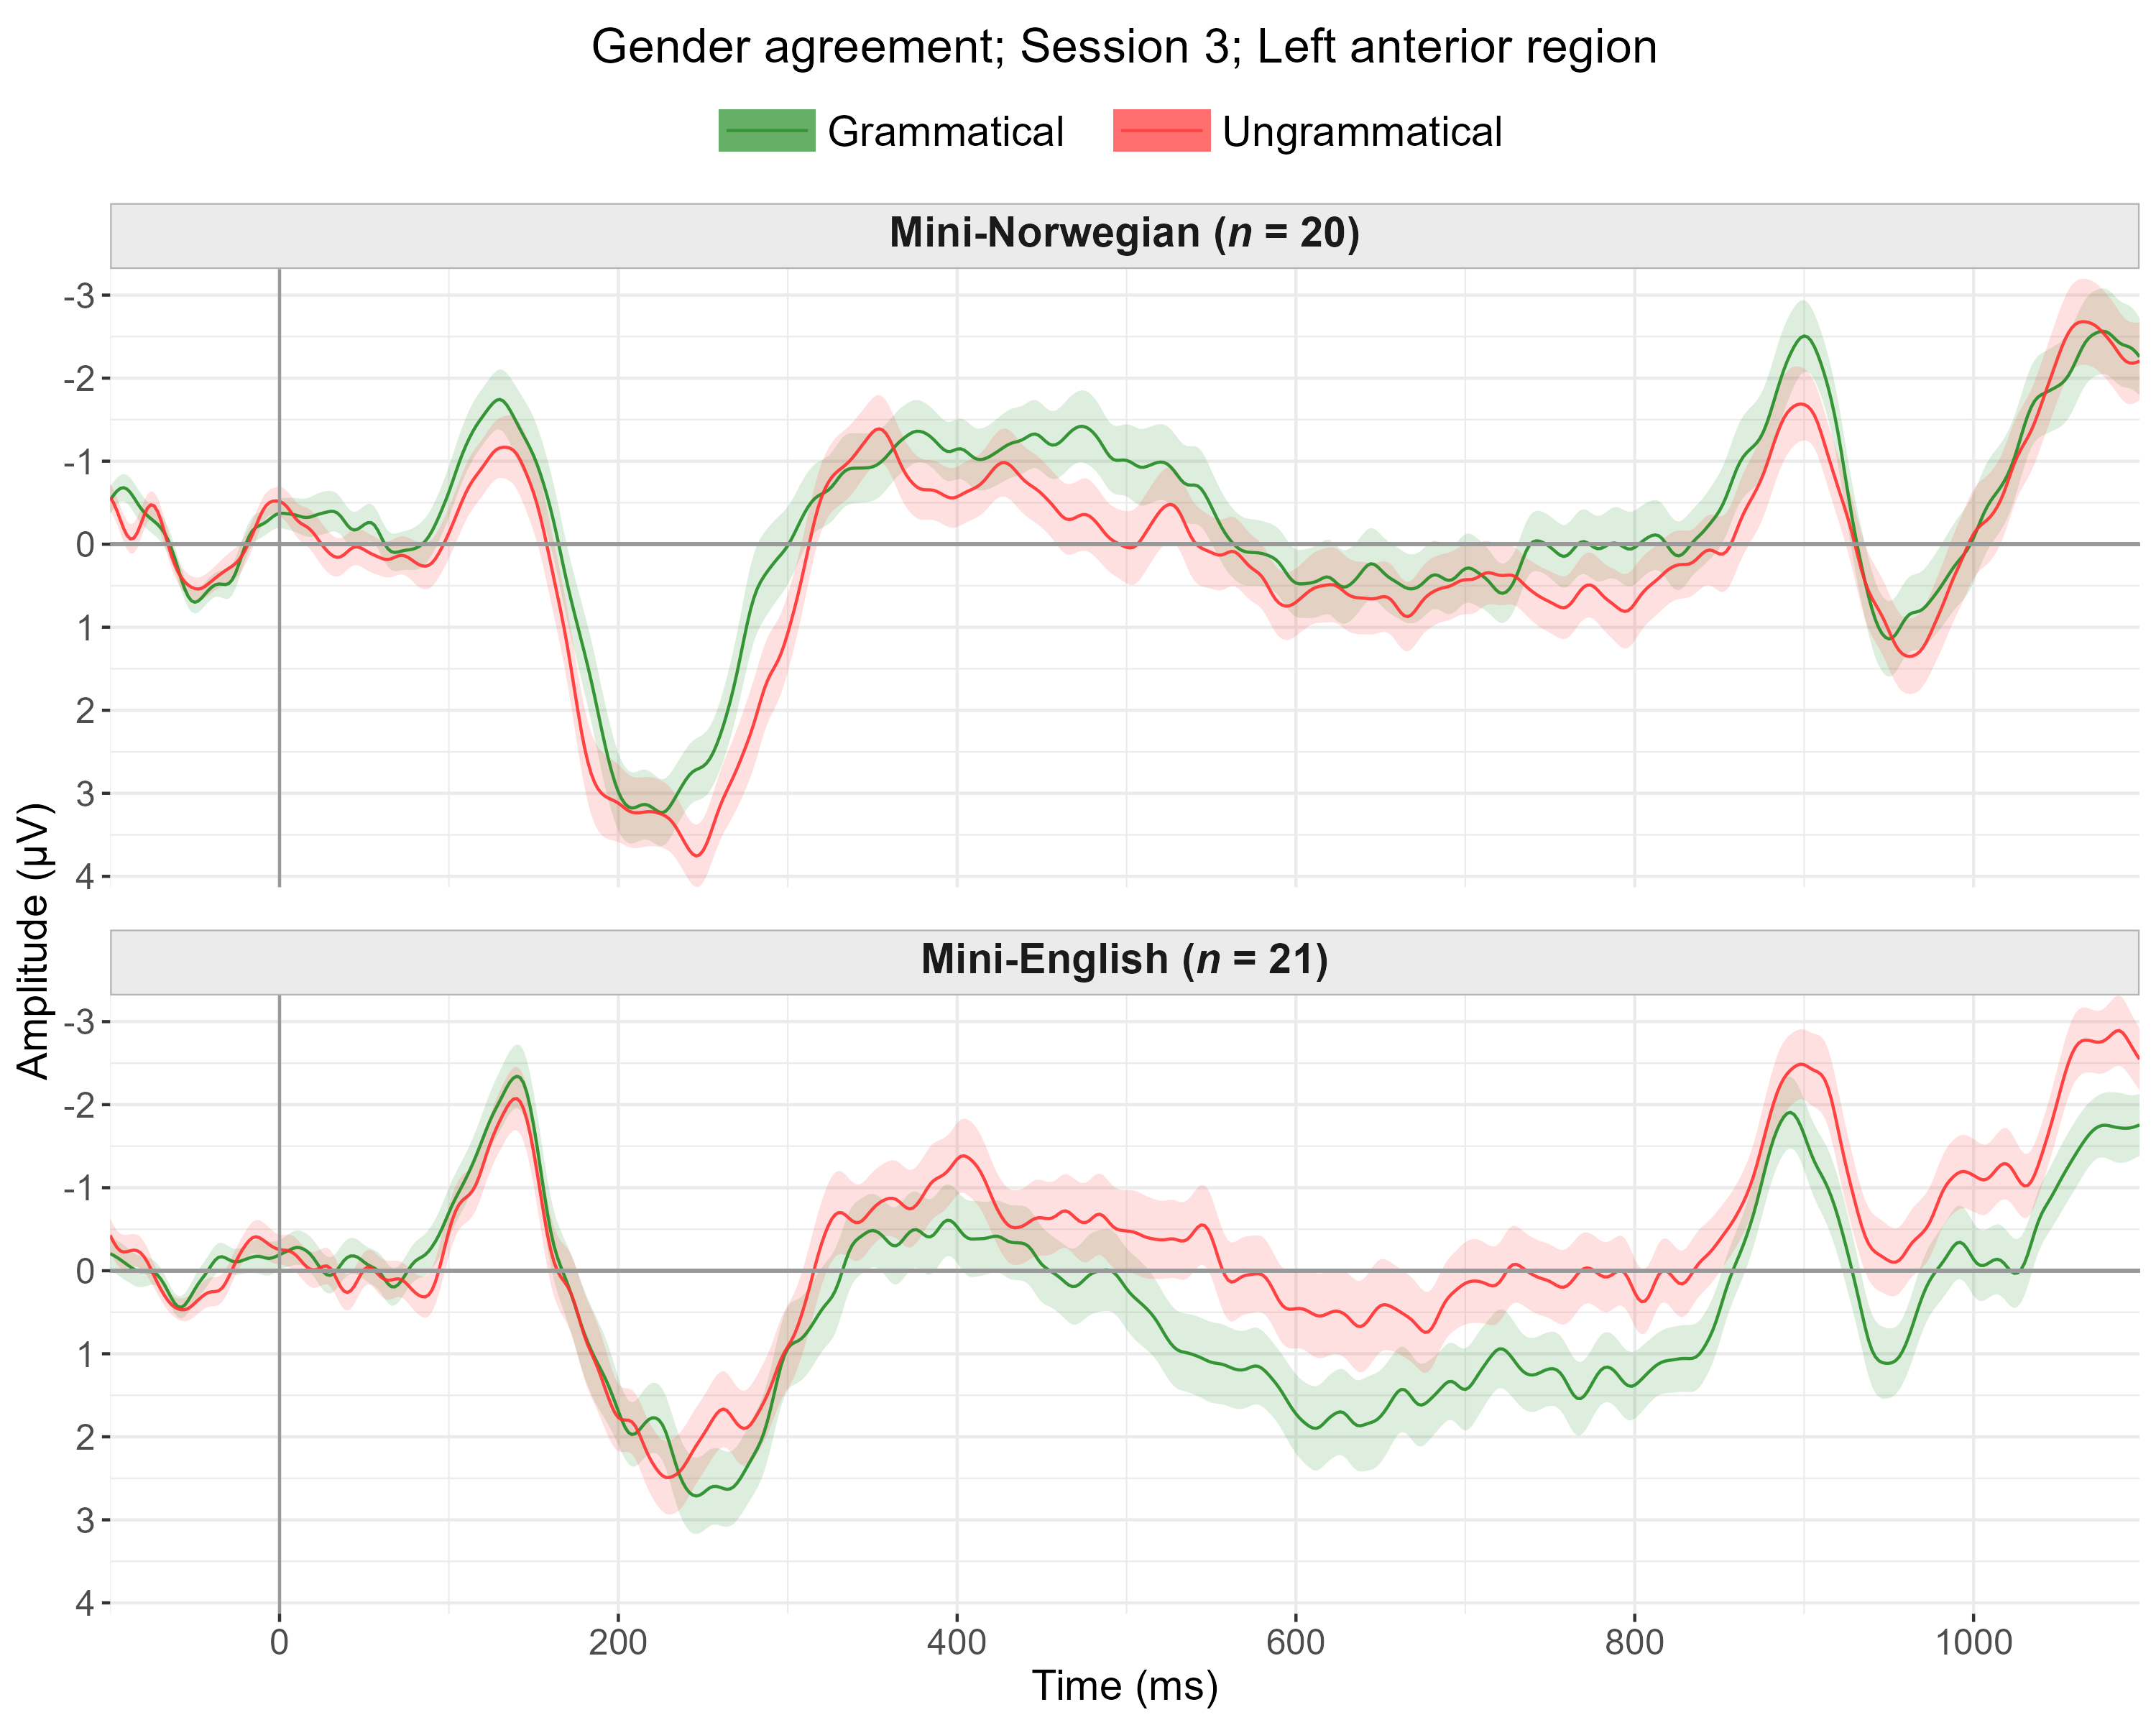 Gender agreement; Session 3; Left anterior region
Grammatical
Ungrammatical
Mini-Norwegian (n = 20)
-3
-2
-1
0
1
2
3
4
Amplitude (µV)
Mini-English (n = 21)
-3
-2
-1
0
1
2
3
4
0 200 400 600 800 1000
Time (ms)